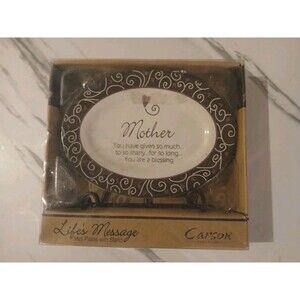 Mother
You have given so much,
to so many, for so long...
You are a blessing
Life's Message
Mini Plates with Stand
Carson